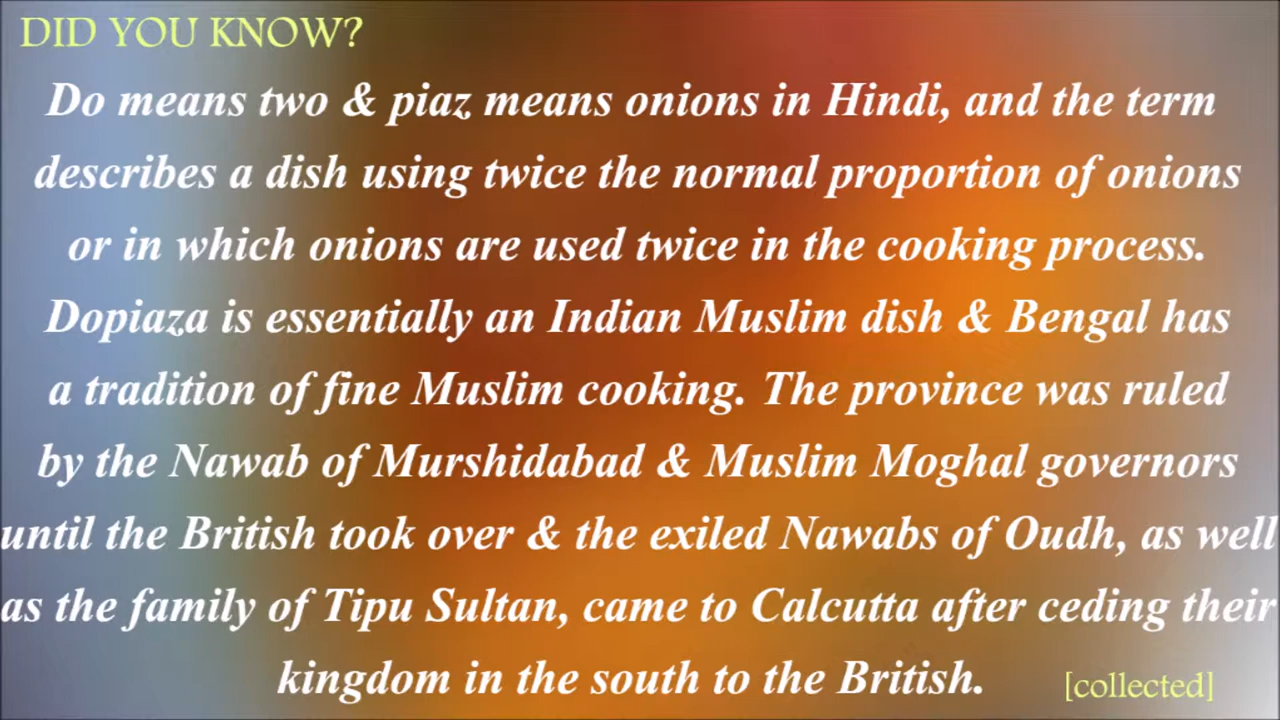 DID YOU KNOW?
Do means two & piaz means onions in Hindi, and the term
describes a dish using twice the normal proportion of onions
or in which onions are used twice in the cooking process.
Dopiaza is essentially an Indian Muslim dish & Bengal has
a tradition of fine Muslim cooking. The province was ruled
by the Nawab of Murshidabad & Muslim Moghal governors
until the British took over & the exiled Nawabs of Oudh, as well
as the family of Tipu Sultan, came to Calcutta after ceding their
kingdom in the south to the British.
[collected]